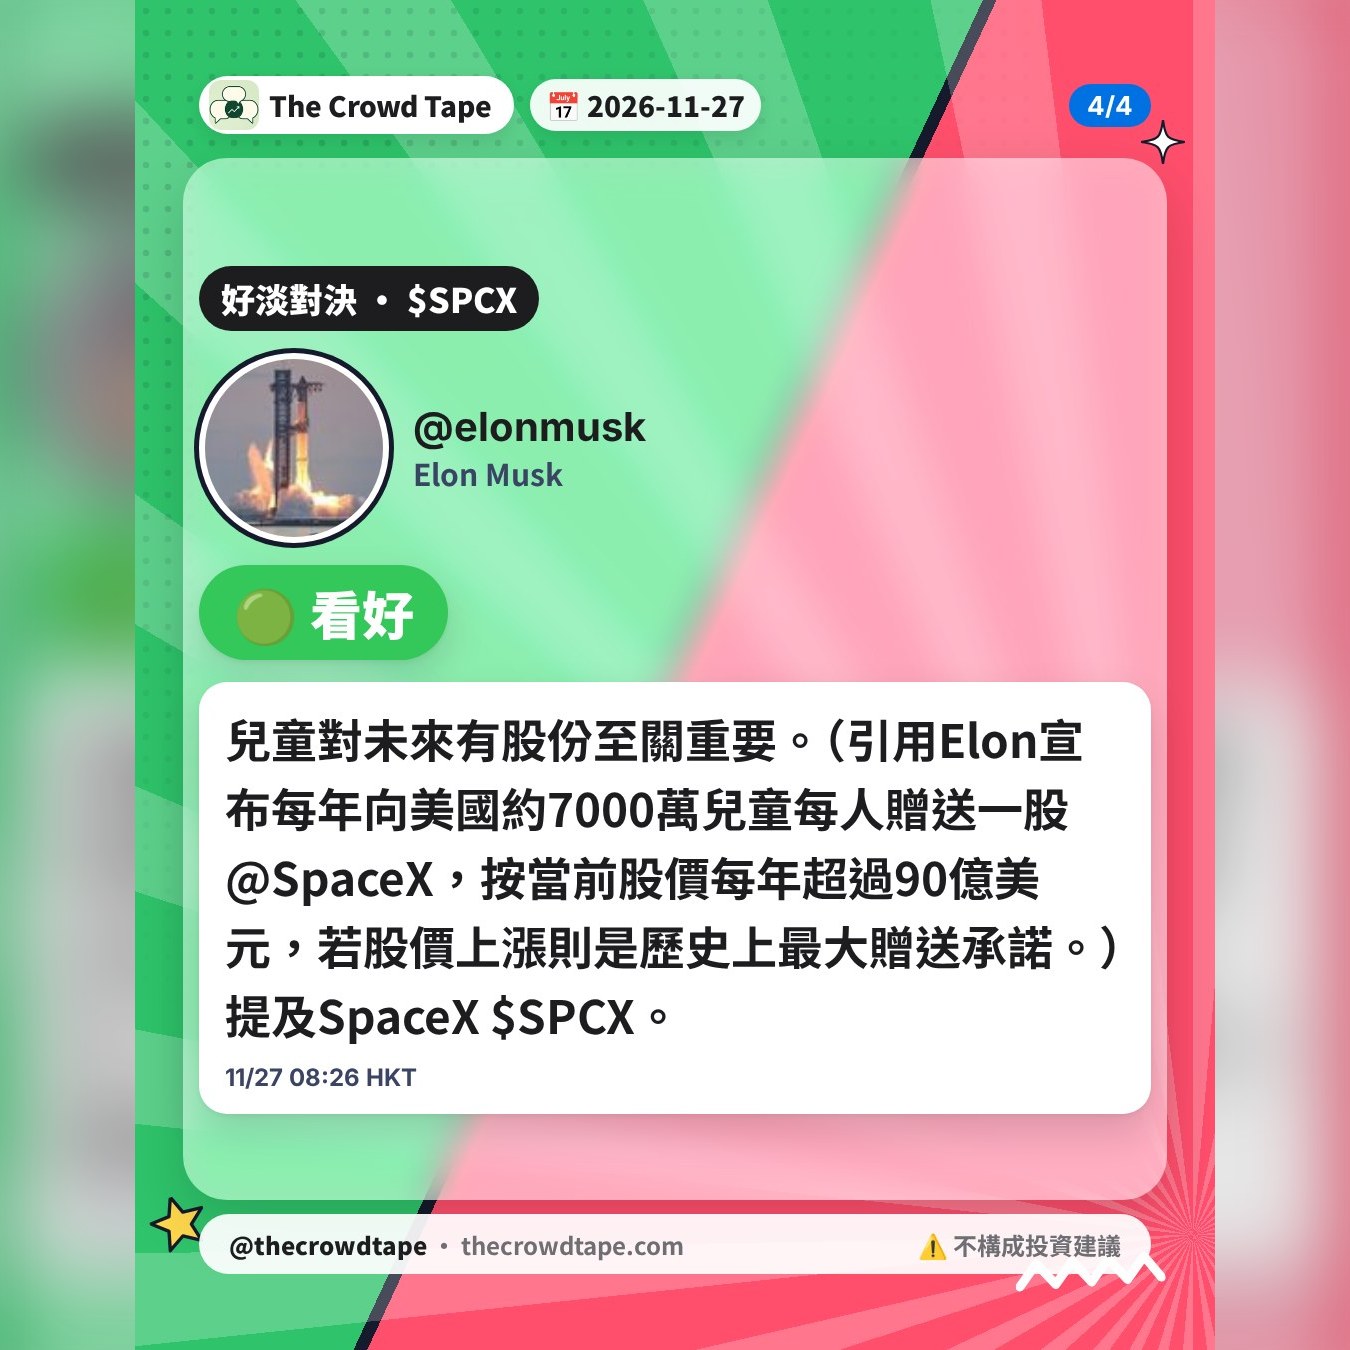 The Crowd Tape
2026-11-27
4/4
好淡對決 • $SPCX
@elonmusk
Elon Musk
看好
兒童對未來有股份至關重要。(引用Elon宣
布每年向美國約7000萬兒童每人贈送一股
@SpaceX，按當前股價每年超過90億美
元，若股價上漲則是歷史上最大贈送承諾。)
提及SpaceX $SPCX。
11/27 08:26 HKT
@thecrowdtape • thecrowdtape.com
⚠️ 不構成投資建議